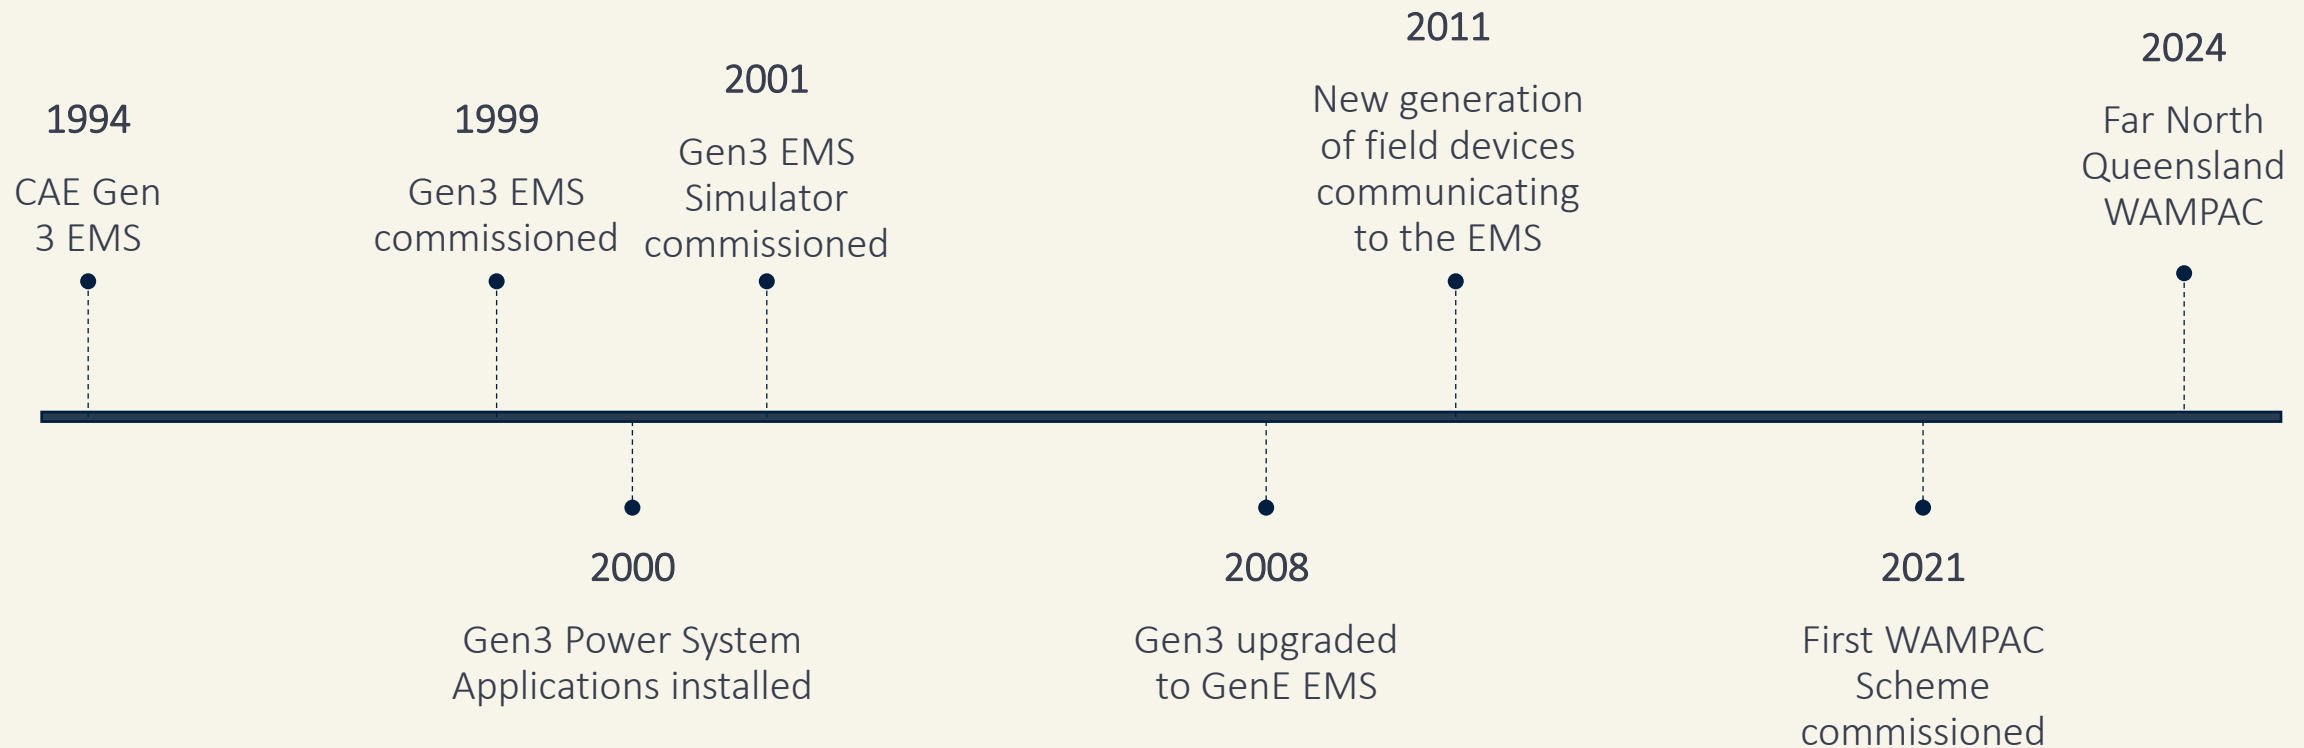 1994
CAE Gen
3 EMS
1999
Gen3 EMS
commissioned
2000
Gen3 Power System
Applications installed
2001
Gen3 EMS
Simulator
commissioned
2008
Gen3 upgraded
to GenE EMS
2011
New generation
of field devices
communicating
to the EMS
2021
First WAMPAC
Scheme
commissioned
2024
Far North
Queensland
WAMPAC